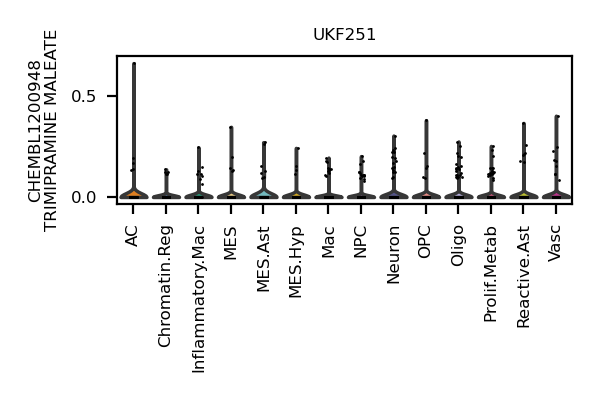 UKF251
CHEMBL1200948
TRIMIPRAMINE MALEATE
0.5
0.0
AC
Chromatin.Reg
Inflammatory.Mac
MES
MES.Ast
MES.Hyp
Mac
NPC
Neuron
OPC
Oligo
Prolif.Metab
Reactive.Ast
Vasc